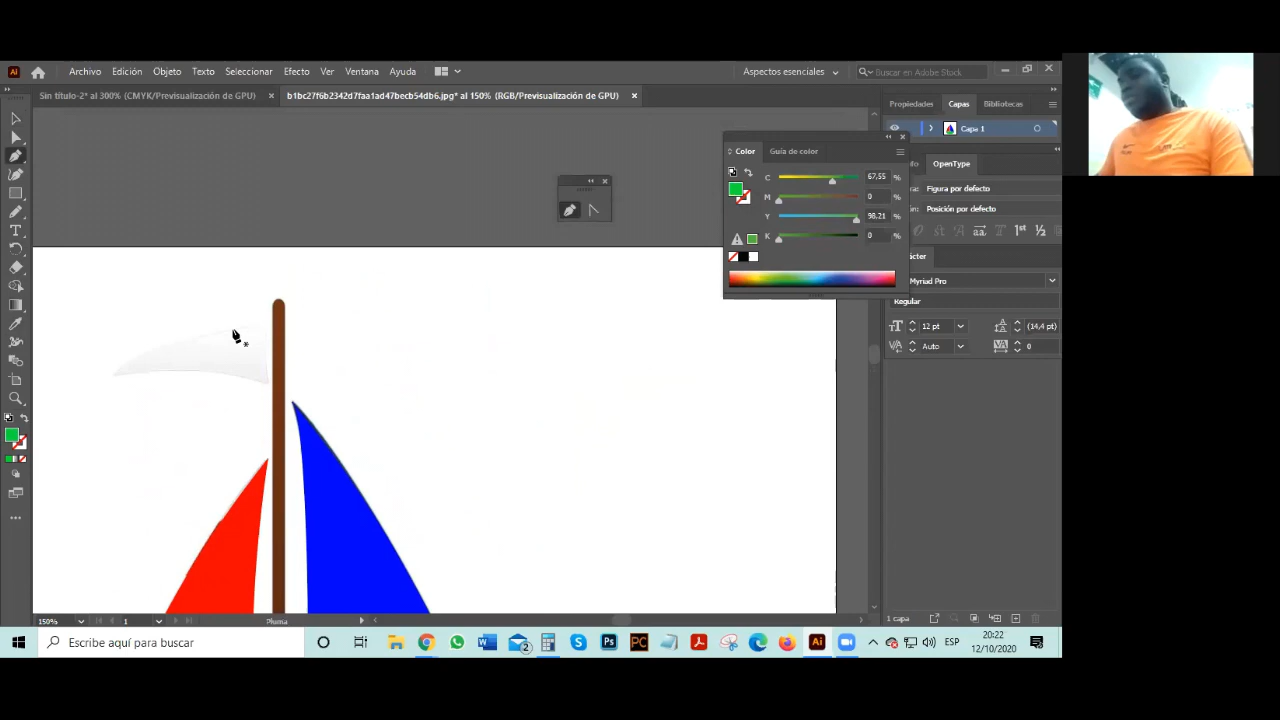 Ai Archivo Edición Objeto Texto Seleccionar Efecto Ver Ventana Ayuda Aspectos esenciales Buscar en Adobe Stock
Sin título-2* al 300% (CMYK/Previsualización de GPU) b1bc27f6b2342d7faa1ad47becb54db6.jpg* al 150% (RGB/Previsualización de GPU)
Propiedades Capas Bibliotecas
Capa 1
Color Guía de color
OpenType
C 67,55 %
M 0 %
Y 98,21 %
K 0 %
Figura por defecto
Posición por defecto
Myriad Pro
Regular
12 pt (14,4 pt)
Auto 0
150% 1 Pluma 1 capa
Escribe aquí para buscar
ESP
20:22
12/10/2020